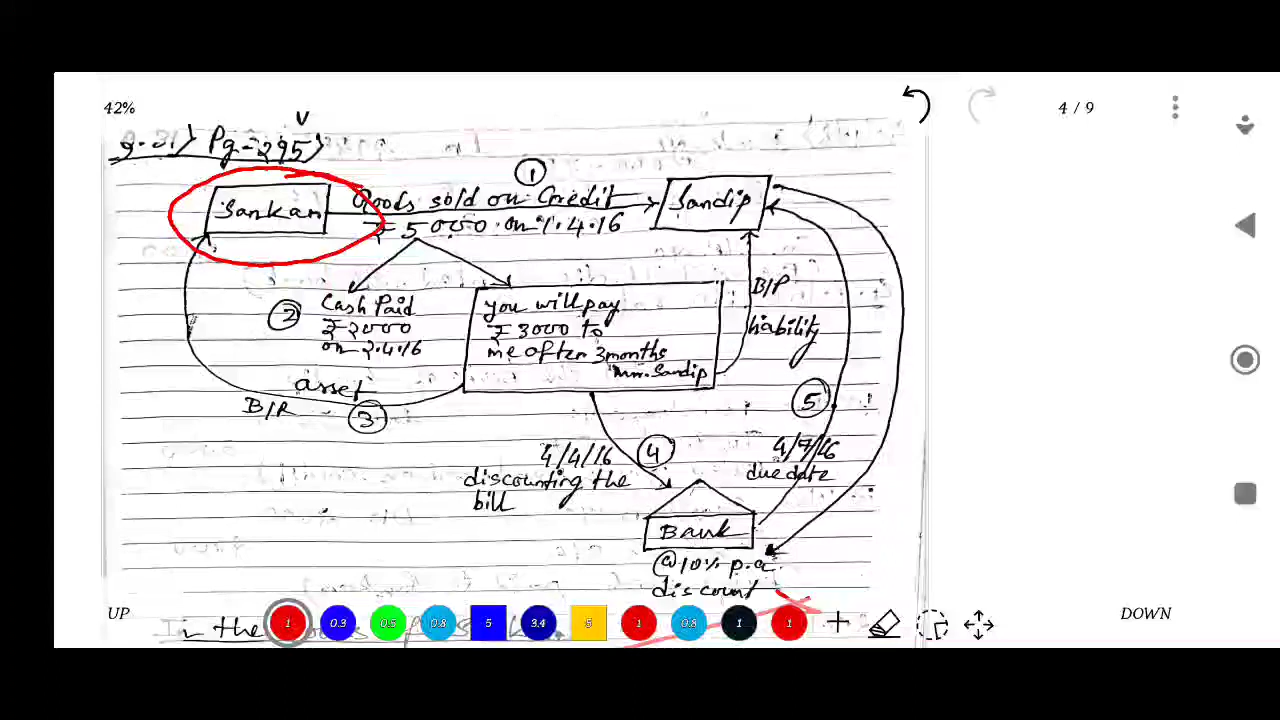 42%
4 / 9
Pg-295)
①
Sankar
Goods sold on Credit
Sandip
₹ 5000 on 1.4.16
②
Cash Paid
₹ 2000
on 2.4.16
you will pay
₹ 3000 to
me after 3 months
Mr. Sandip
B/P
liability
asset
B/R
③
⑤
④
4/4/16
discounting the
bill
4/7/16
due date
Bank
@10% p.a.
discount
UP
1
0.3
0.5
0.8
5
3.4
5
1
0.8
1
1
DOWN
In the